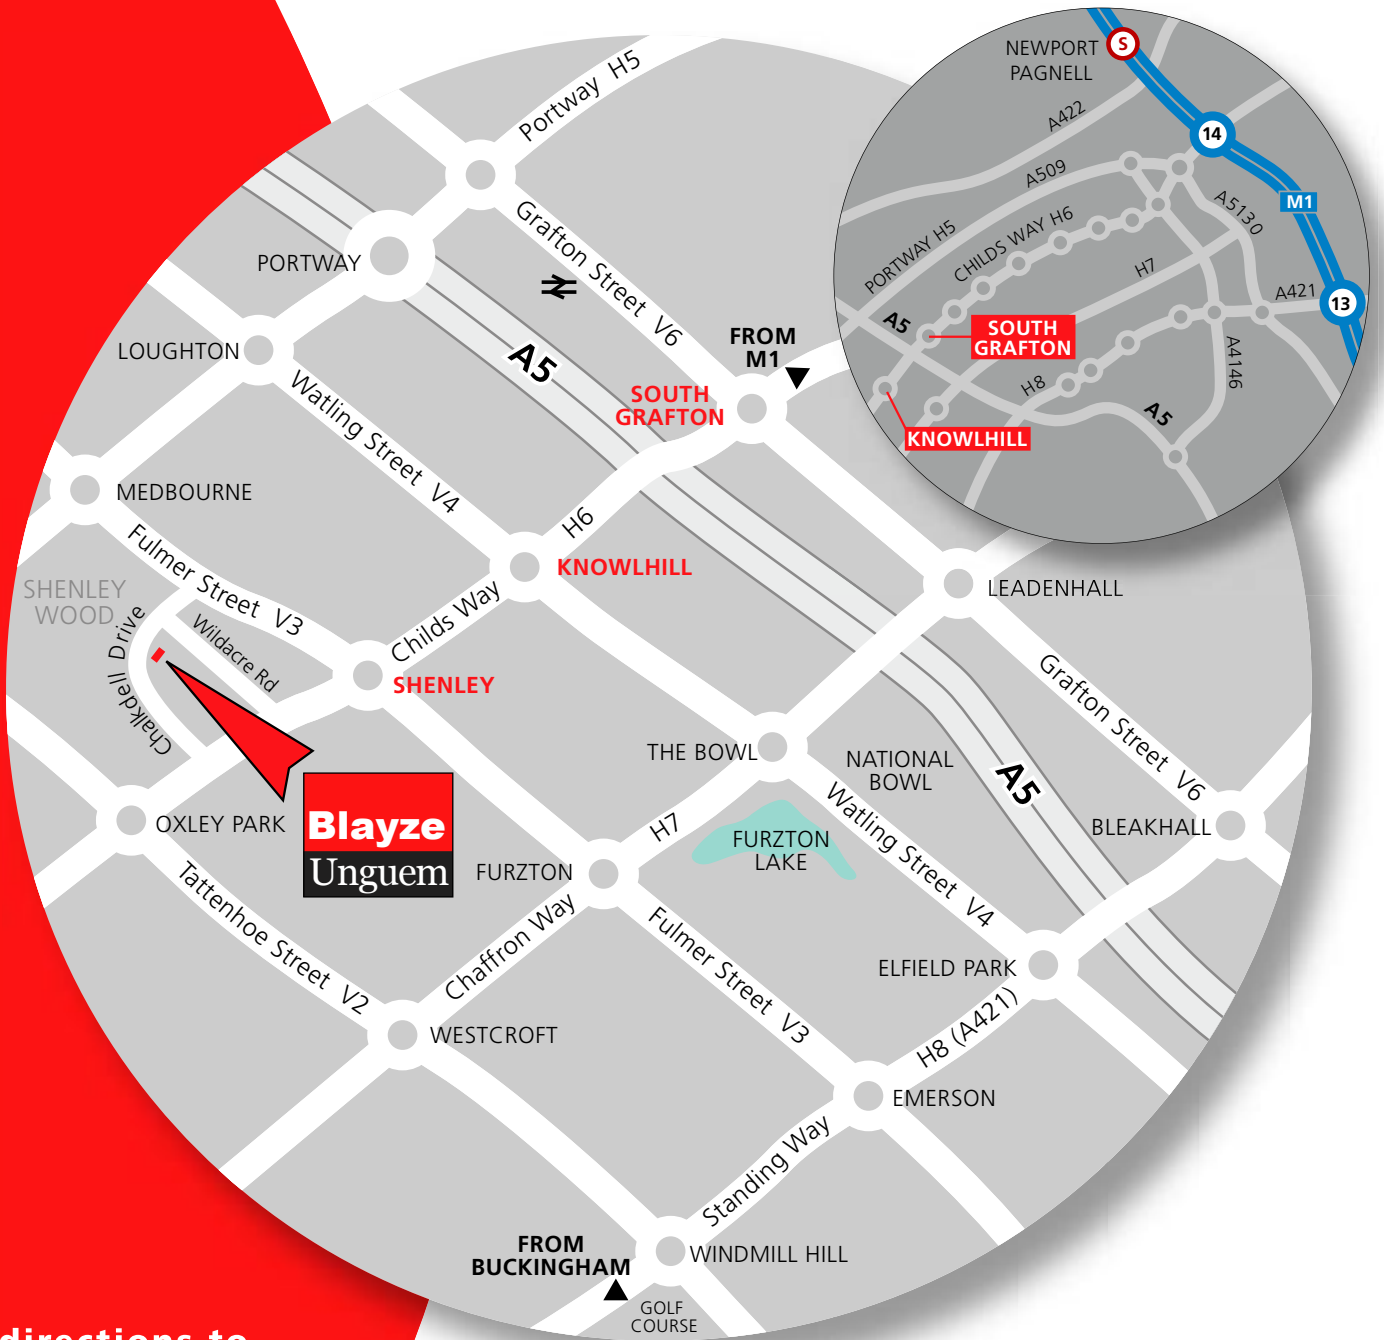 Portway H5
Grafton Street V6
PORTWAY
A5
LOUGHTON
FROM
M1
SOUTH
GRAFTON
Watling Street V4
MEDBOURNE
H6
KNOWLHILL
Fulmer Street V3
SHENLEY
WOOD
Chalkdell Drive
Wildacre Rd
Childs Way
SHENLEY
LEADENHALL
Grafton Street V6
THE BOWL
NATIONAL
BOWL
A5
OXLEY PARK
Blayze
Unguem
H7
FURZTON
LAKE
Watling Street V4
BLEAKHALL
FURZTON
Tattenhoe Street V2
Chaffron Way
Fulmer Street V3
ELFIELD PARK
H8 (A421)
WESTCROFT
EMERSON
Standing Way
FROM
BUCKINGHAM
WINDMILL HILL
GOLF
COURSE
NEWPORT
PAGNELL
S
A422
14
A509
M1
A5130
PORTWAY H5
CHILDS WAY H6
H7
A421
13
A5
SOUTH
GRAFTON
A4146
H8
A5
KNOWLHILL
directions to